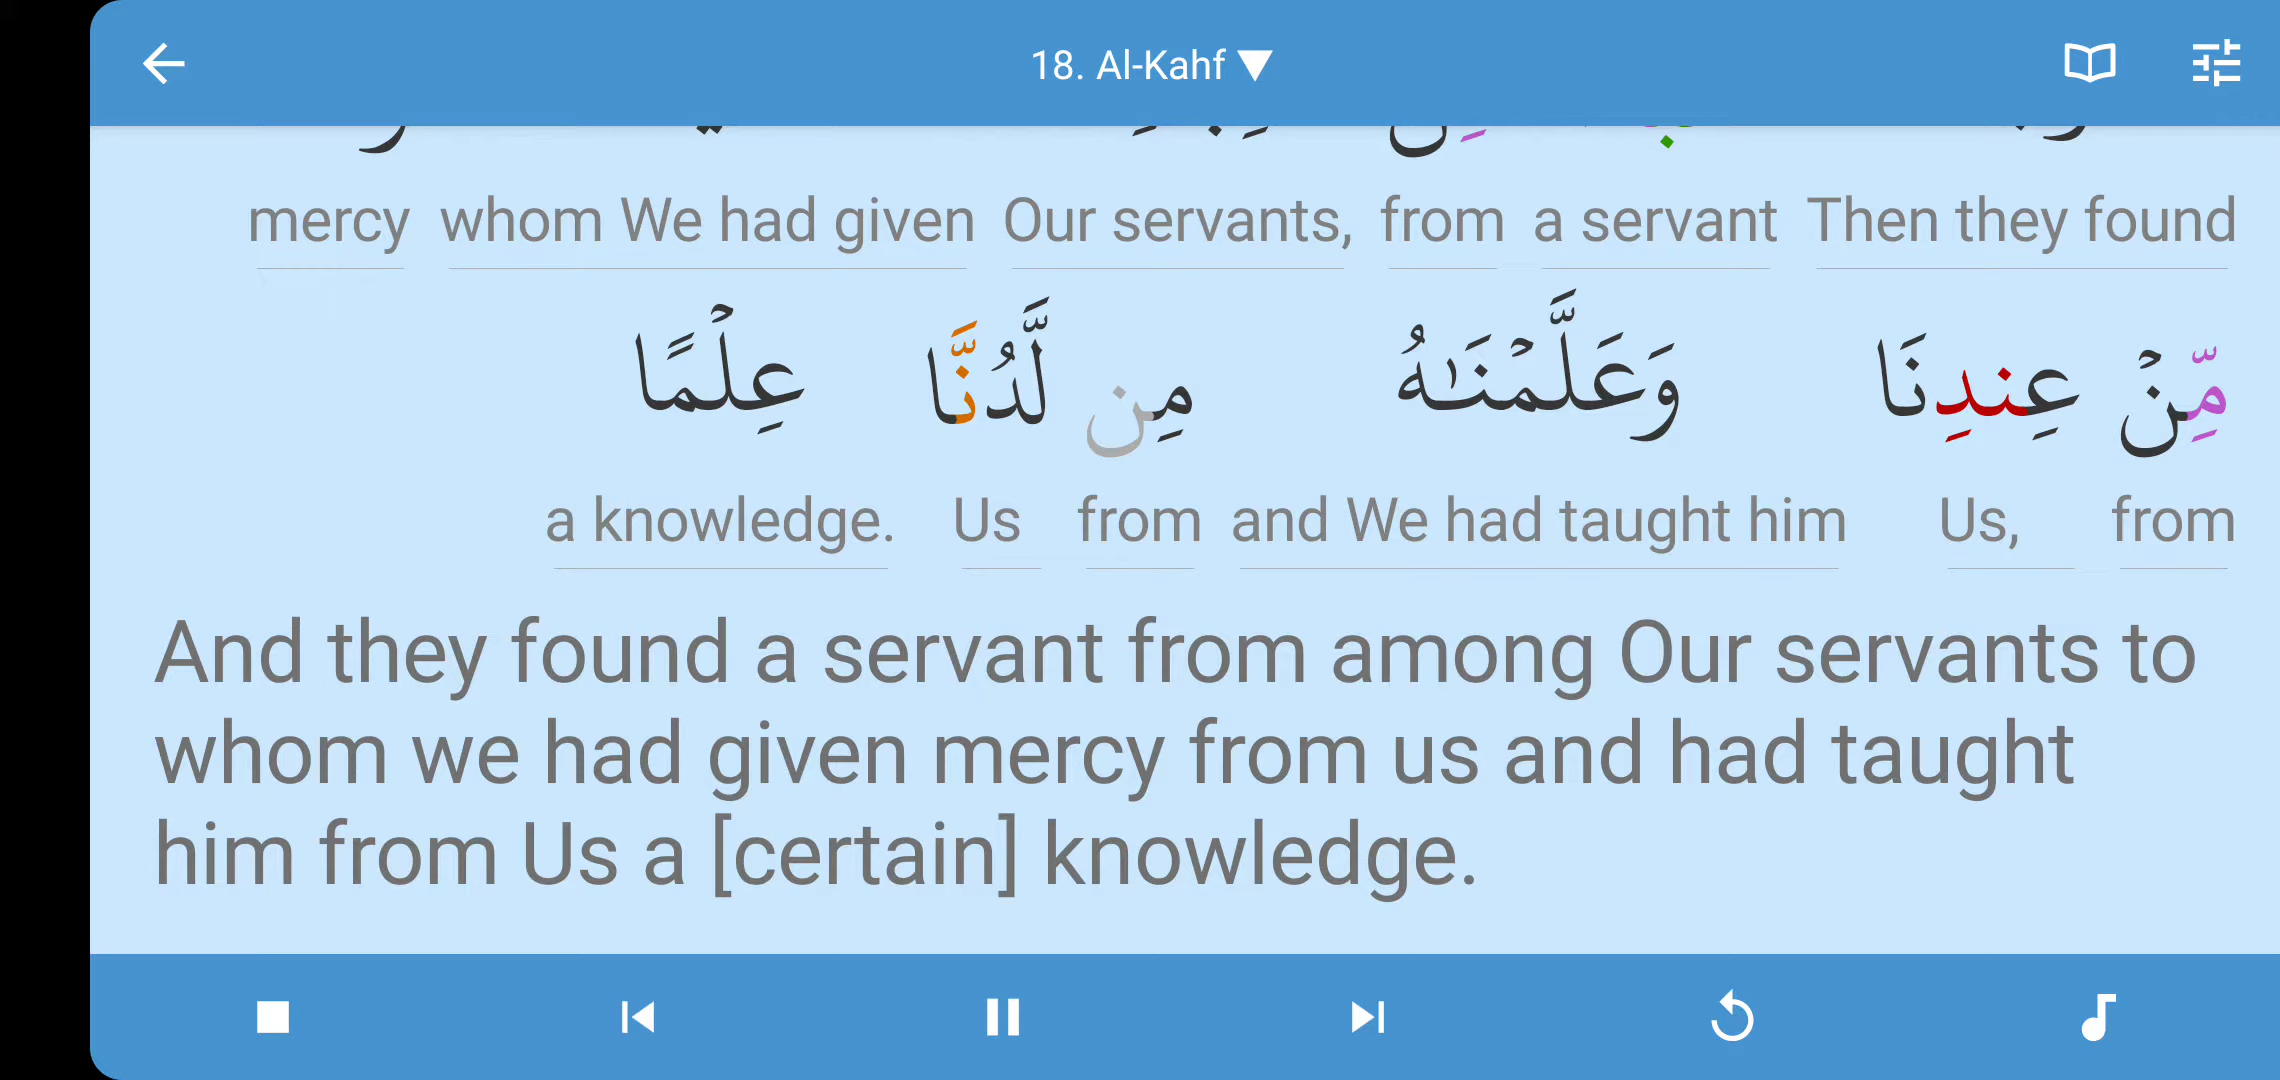 18. Al-Kahf ▼
mercy whom We had given Our servants, from a servant Then they found
مِّنْ عِندِنَا وَعَلَّمْنَـٰهُ مِن لَّدُنَّا عِلْمًا
a knowledge. Us from and We had taught him Us, from
And they found a servant from among Our servants to
whom we had given mercy from us and had taught
him from Us a [certain] knowledge.